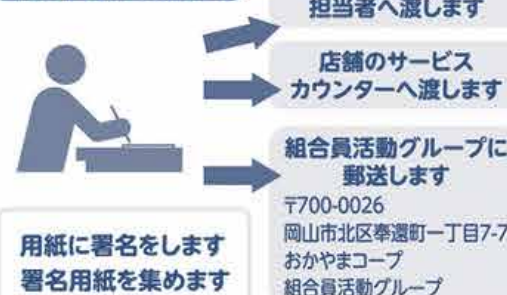 担当者へ渡します
店舗のサービス
カウンターへ渡します
組合員活動グループに
郵送します
〒700-0026
岡山市北区奉還町一丁目7-7
おかやまコープ
組合員活動グループ
用紙に署名をします
署名用紙を集めます